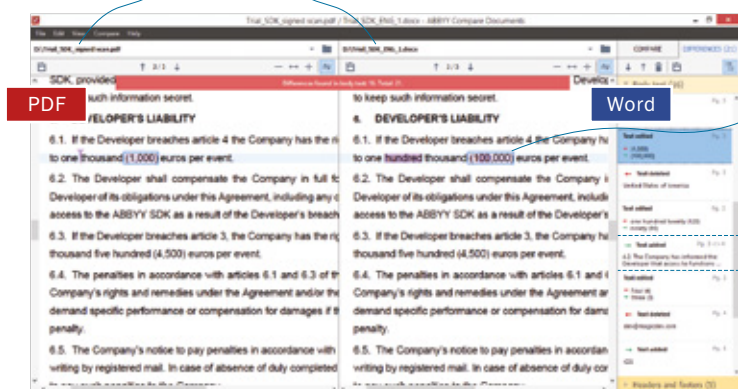 Trial_SDK_signed scan.pdf / Trial_SDK_ENG_1.docx - ABBYY Compare Documents
File Edit View Compare Help
D:/Trial_SDK_signed scan.pdf
D:/Trial_SDK_ENG_1.docx
COMPARE DIFFERENCES (21)
2/3
2/3
SDK, provided
Develop
PDF
Word
such information secret.
to keep such information secret.
VELOPER'S LIABILITY
6. DEVELOPER'S LIABILITY
6.1. If the Developer breaches article 4 the Company has the ri
to one thousand (1,000) euros per event.
6.2. The Developer shall compensate the Company in full fo
Developer of its obligations under this Agreement, including any c
access to the ABBYY SDK as a result of the Developer's breach
6.3. If the Developer breaches article 3, the Company has the rig
thousand five hundred (4,500) euros per event.
6.4. The penalties in accordance with articles 6.1 and 6.3 of th
Company's rights and remedies under the Agreement and/or the
demand specific performance or compensation for damages if t
penalty.
6.5. The Company's notice to pay penalties in accordance with
writing by registered mail. In case of absence of duly completed
6.1. If the Developer breaches article 4 the Company ha
to one hundred thousand (100,000) euros per event.
6.2. The Developer shall compensate the Company i
Developer of its obligations under this Agreement, includi
access to the ABBYY SDK as a result of the Developer's
6.3. If the Developer breaches article 3, the Company ha
thousand five hundred (4,500) euros per event.
6.4. The penalties in accordance with articles 6.1 and 6
Company's rights and remedies under the Agreement ar
demand specific performance or compensation for dama
penalty.
6.5. The Company's notice to pay penalties in accordan
writing by registered mail. In case of absence of duly cor
Text edited
(1,000)
(100,000)
Text deleted
United States of America
Text edited
one hundred twenty (120)
ninety (90)
Text added
6.2 The Company has informed the
Developer that access to functions ...
Text edited
Four (4)
three (3)
Text deleted
Text added
Headers and footers (5)